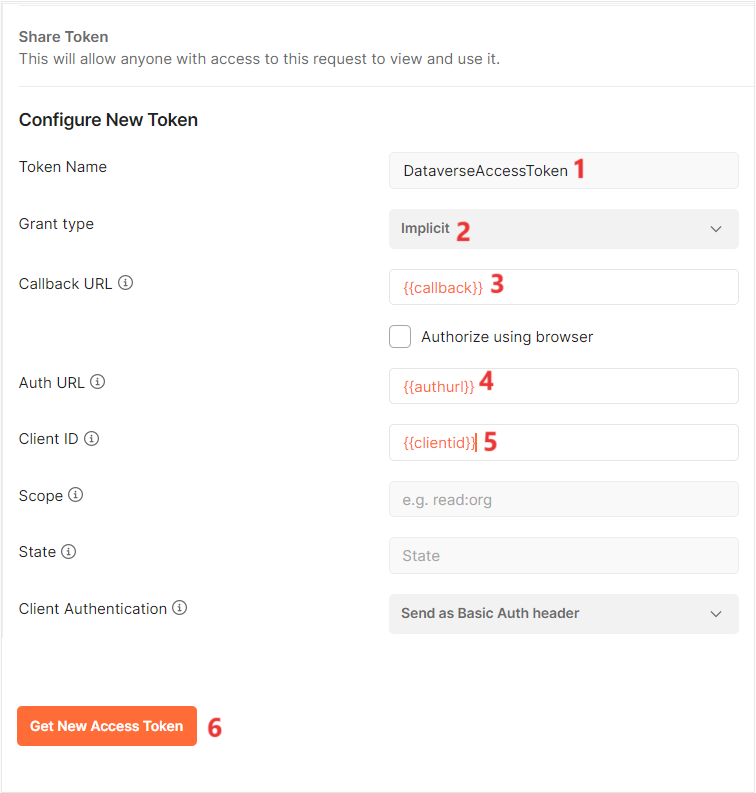 Share Token
This will allow anyone with access to this request to view and use it.
Configure New Token
Token Name
DataverseAccessToken 1
Grant type
Implicit 2
Callback URL
{{callback}} 3
Authorize using browser
Auth URL
{{authurl}} 4
Client ID
{{clientid}} 5
Scope
e.g. read:org
State
State
Client Authentication
Send as Basic Auth header
Get New Access Token 6